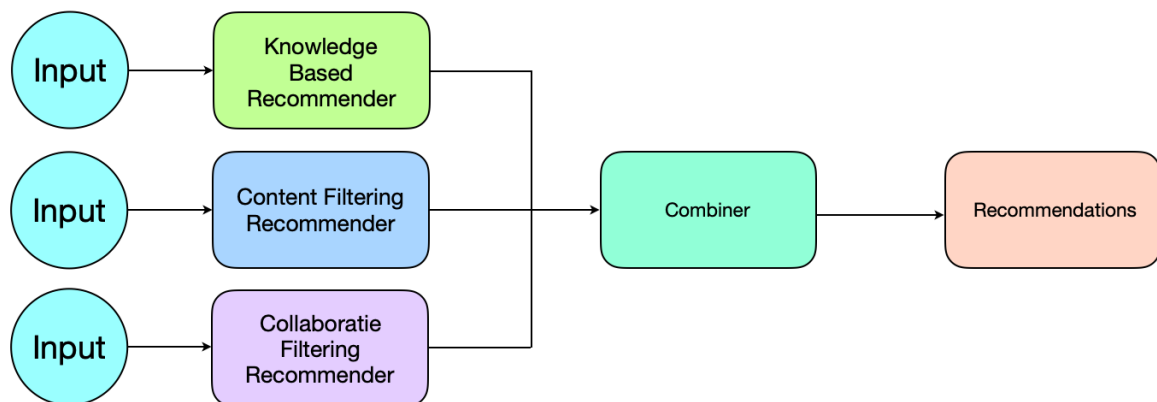 Input
Knowledge
Based
Recommender
Input
Content Filtering
Recommender
Combiner
Recommendations
Input
Collaboratie
Filtering
Recommender